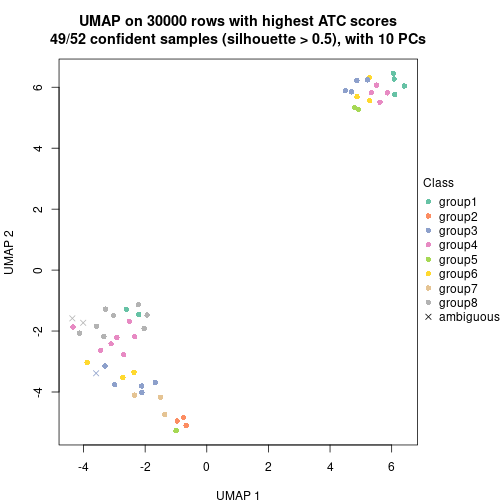 UMAP on 30000 rows with highest ATC scores
49/52 confident samples (silhouette > 0.5), with 10 PCs
6
4
2
0
-2
-4
UMAP 2
-4
-2
0
2
4
6
UMAP 1
Class
group1
group2
group3
group4
group5
group6
group7
group8
ambiguous